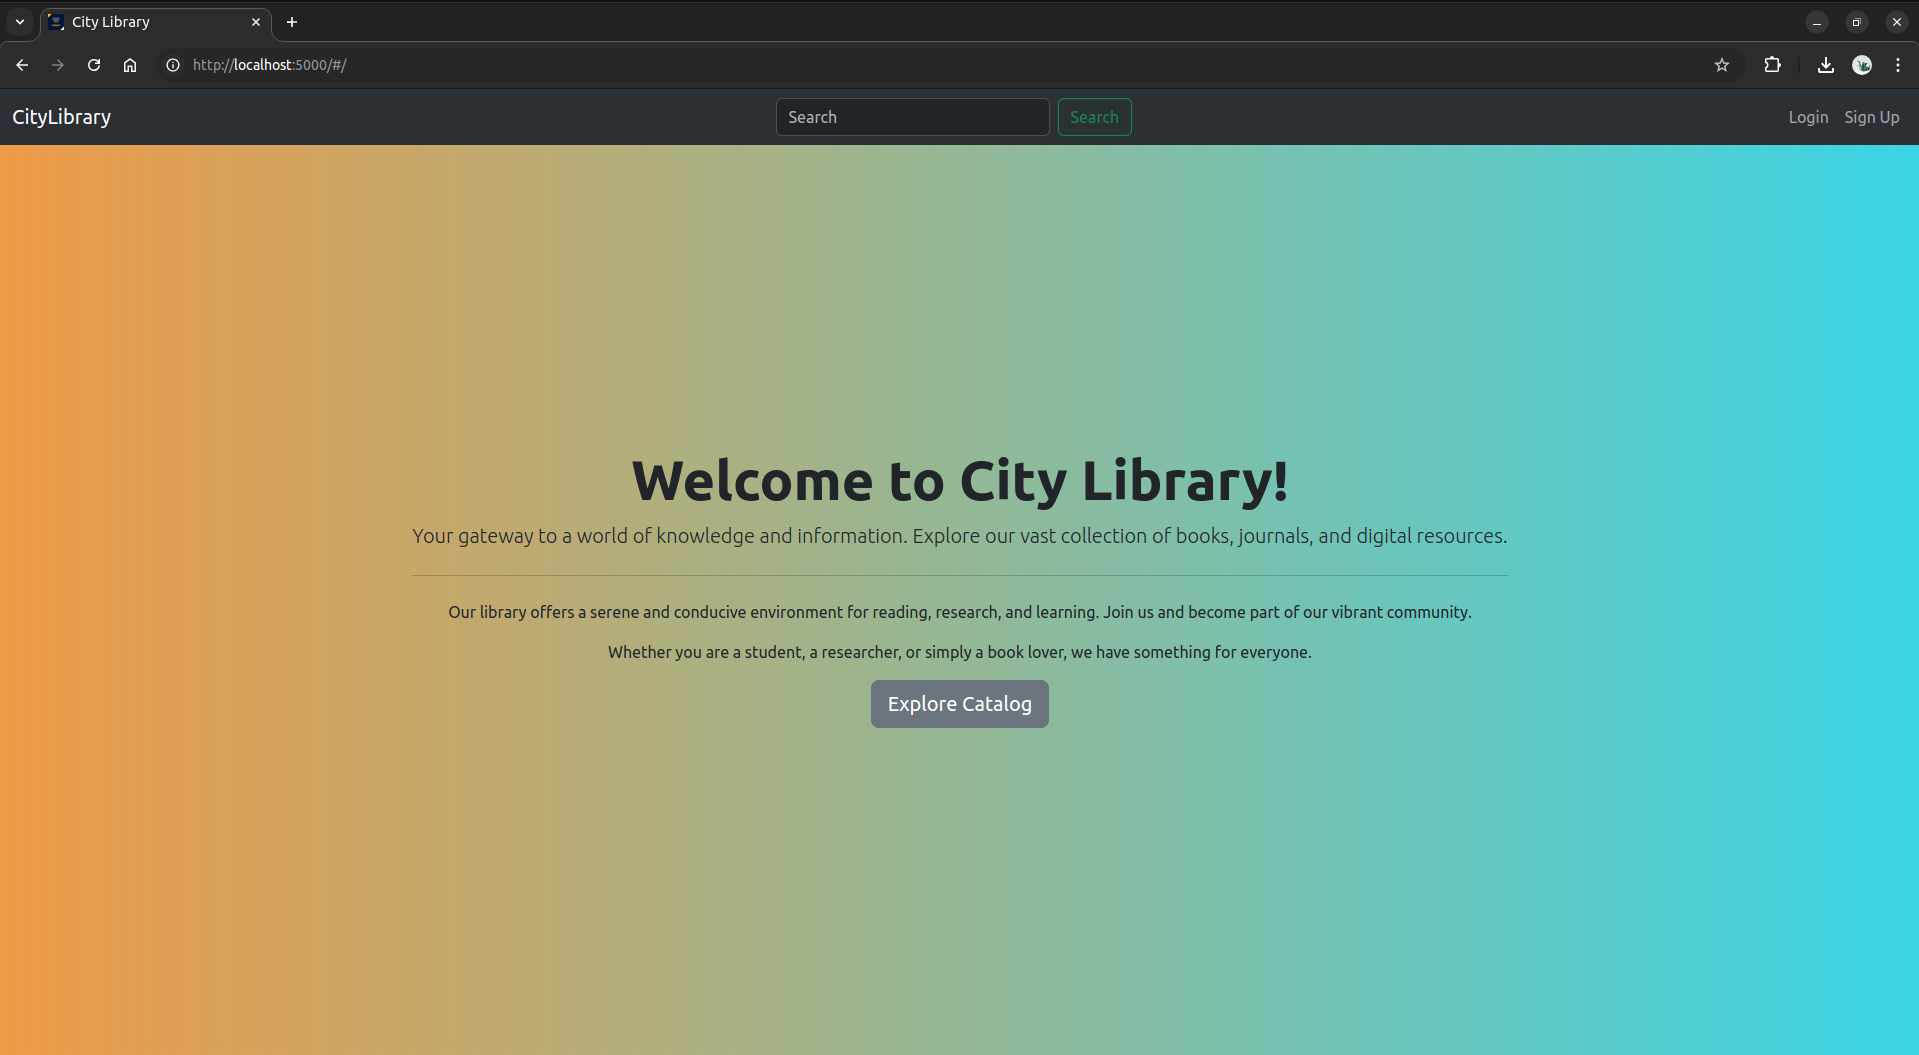 City Library
http://localhost:5000/#/
CityLibrary
Search
Search
Login
Sign Up
Welcome to City Library!
Your gateway to a world of knowledge and information. Explore our vast collection of books, journals, and digital resources.
Our library offers a serene and conducive environment for reading, research, and learning. Join us and become part of our vibrant community.
Whether you are a student, a researcher, or simply a book lover, we have something for everyone.
Explore Catalog